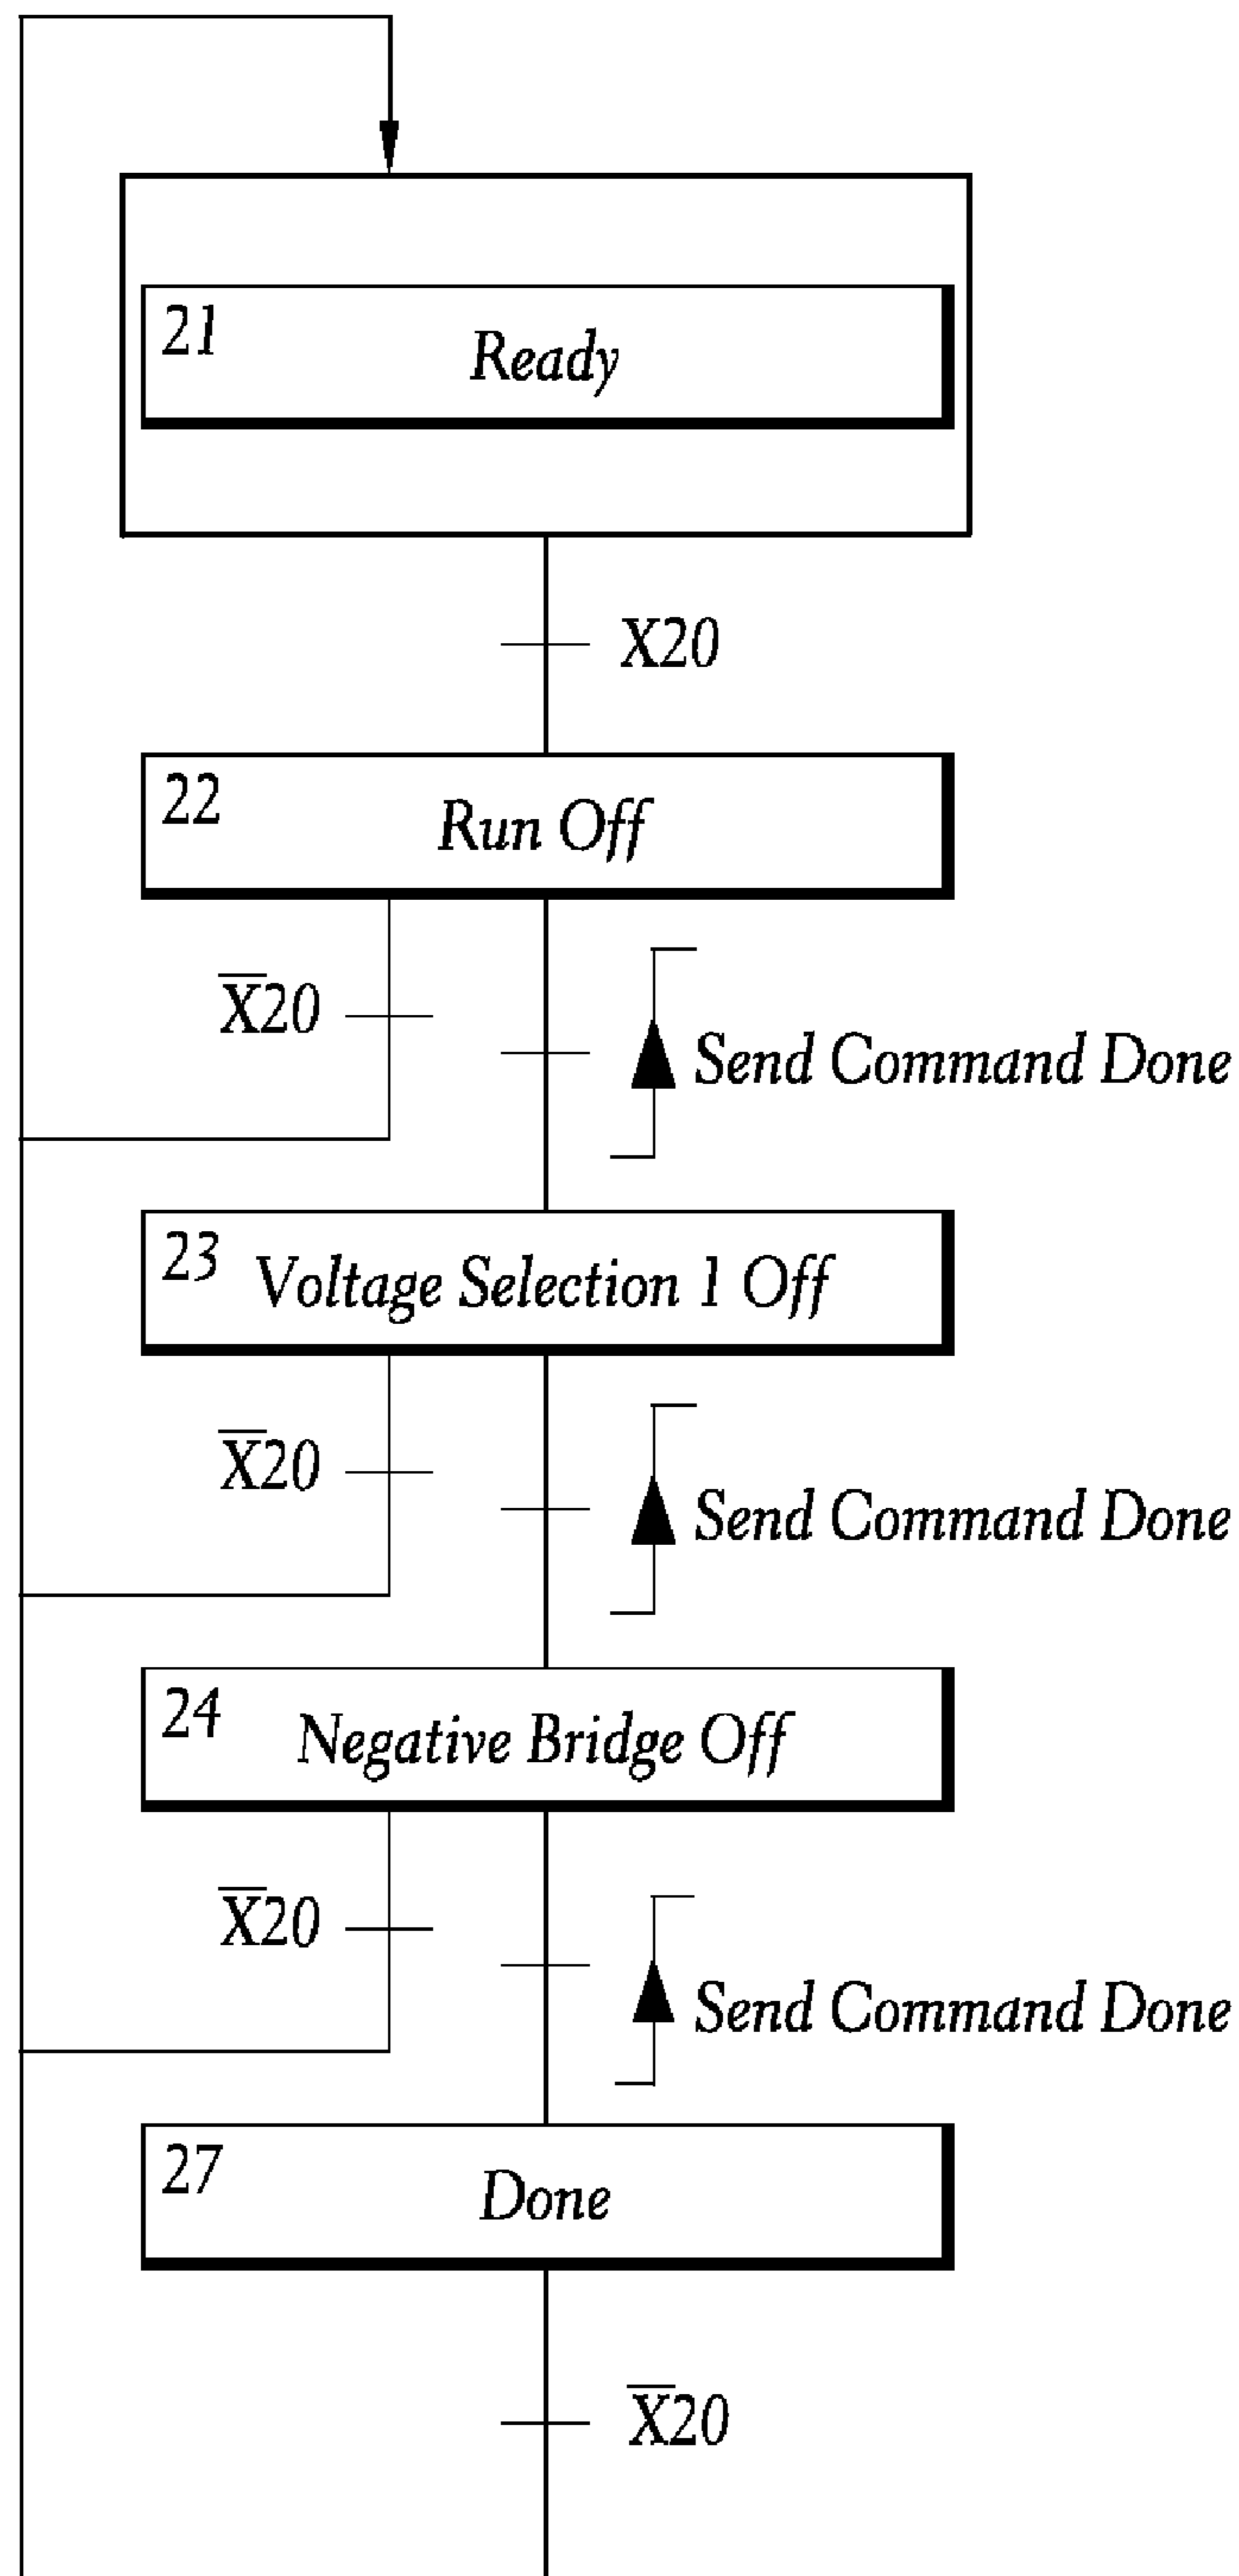 21
Ready
X20
22
Run Off
X̅20
Send Command Done
23
Voltage Selection 1 Off
X̅20
Send Command Done
24
Negative Bridge Off
X̅20
Send Command Done
27
Done
X̅20